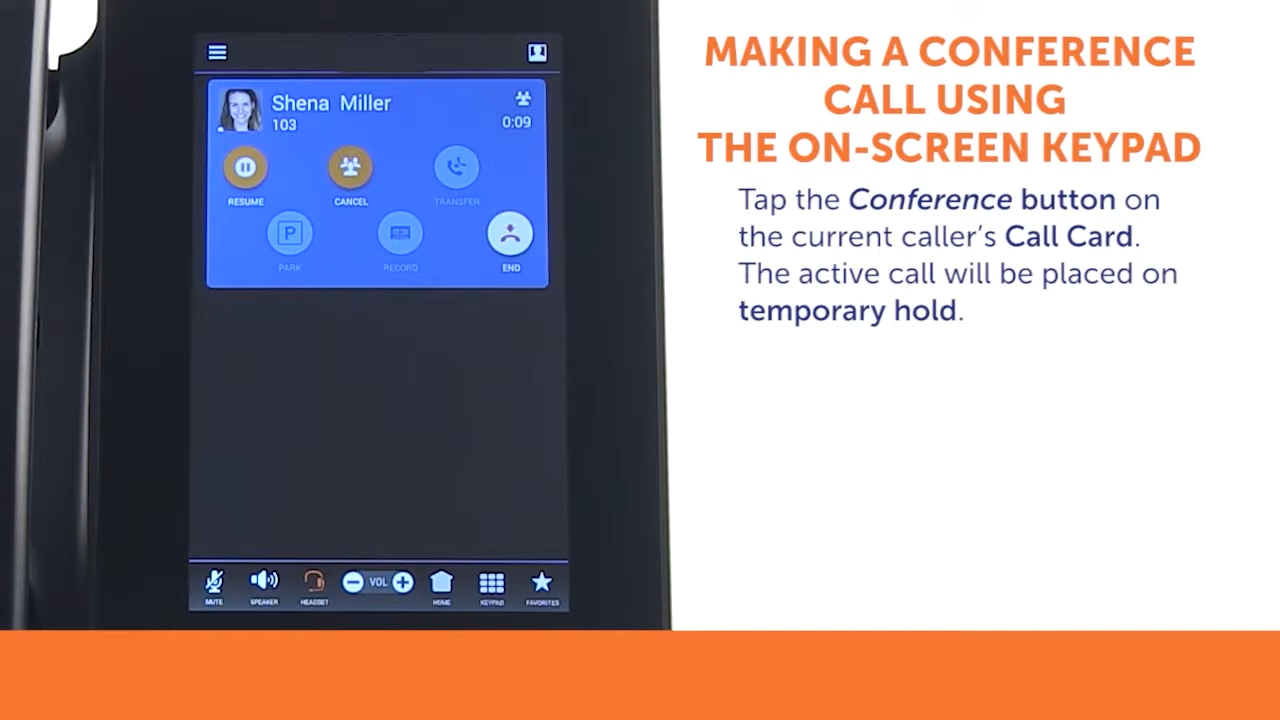 MAKING A CONFERENCE
CALL USING
THE ON-SCREEN KEYPAD
Tap the Conference button on
the current caller's Call Card.
The active call will be placed on
temporary hold.
Shena Miller
103
0:09
RESUME
CANCEL
TRANSFER
P
PARK
RECORD
END
MUTE
SPEAKER
HEADSET
VOL
HOME
KEYPAD
FAVORITES